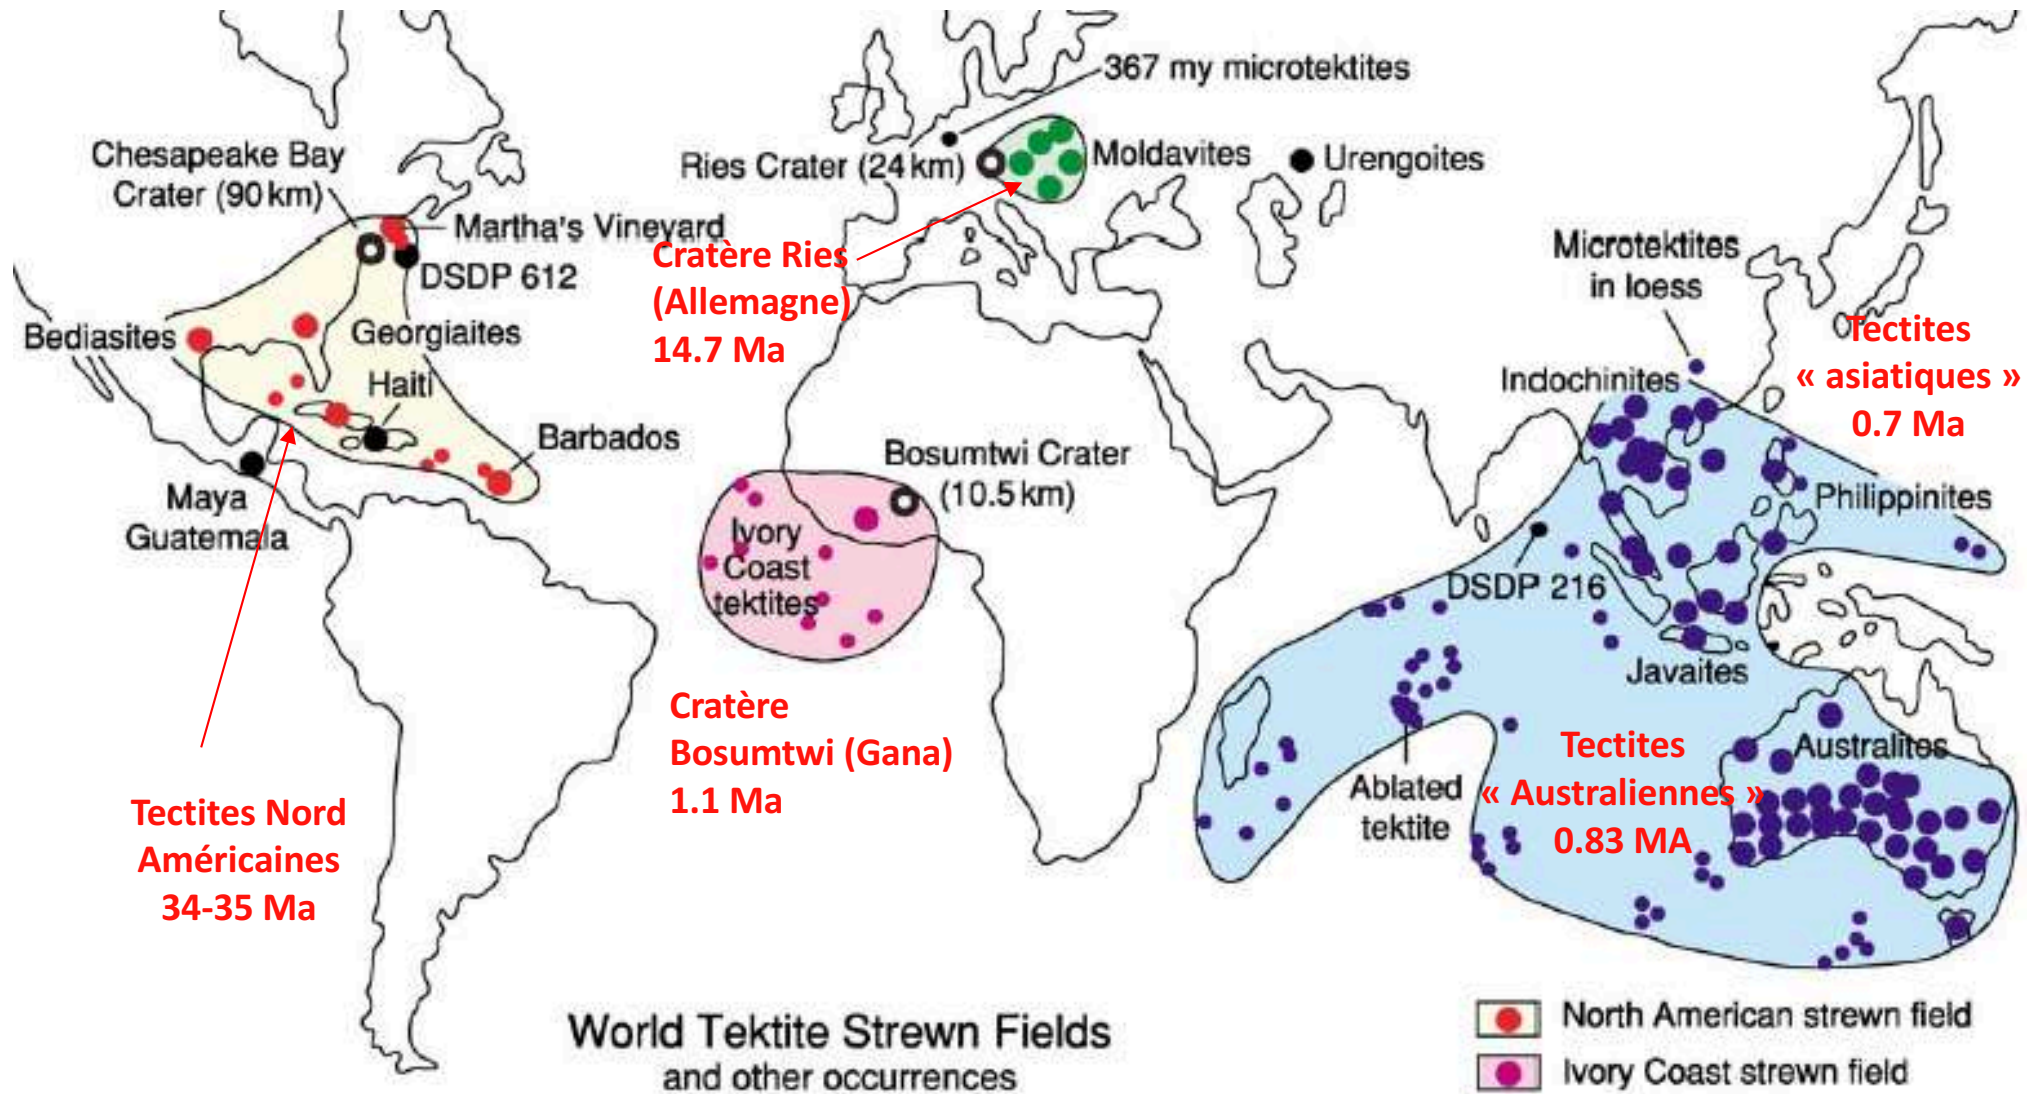 367 my microtektites
Chesapeake Bay
Crater (90 km)
Ries Crater (24 km)
Moldavites
Urengoites
Martha's Vineyard
DSDP 612
Cratère Ries
(Allemagne)
14.7 Ma
Microtektites
in loess
Bediasites
Georgiaites
Haiti
Tectites
« asiatiques »
0.7 Ma
Indochinites
Barbados
Bosumtwi Crater
(10.5 km)
Maya
Guatemala
Philippinites
Ivory
Coast
tektites
DSDP 216
Javaites
Cratère
Bosumtwi (Gana)
1.1 Ma
Tectites
« Australiennes »
0.83 MA
Australites
Ablated
tektite
Tectites Nord
Américaines
34-35 Ma
World Tektite Strewn Fields
and other occurrences
North American strewn field
Ivory Coast strewn field